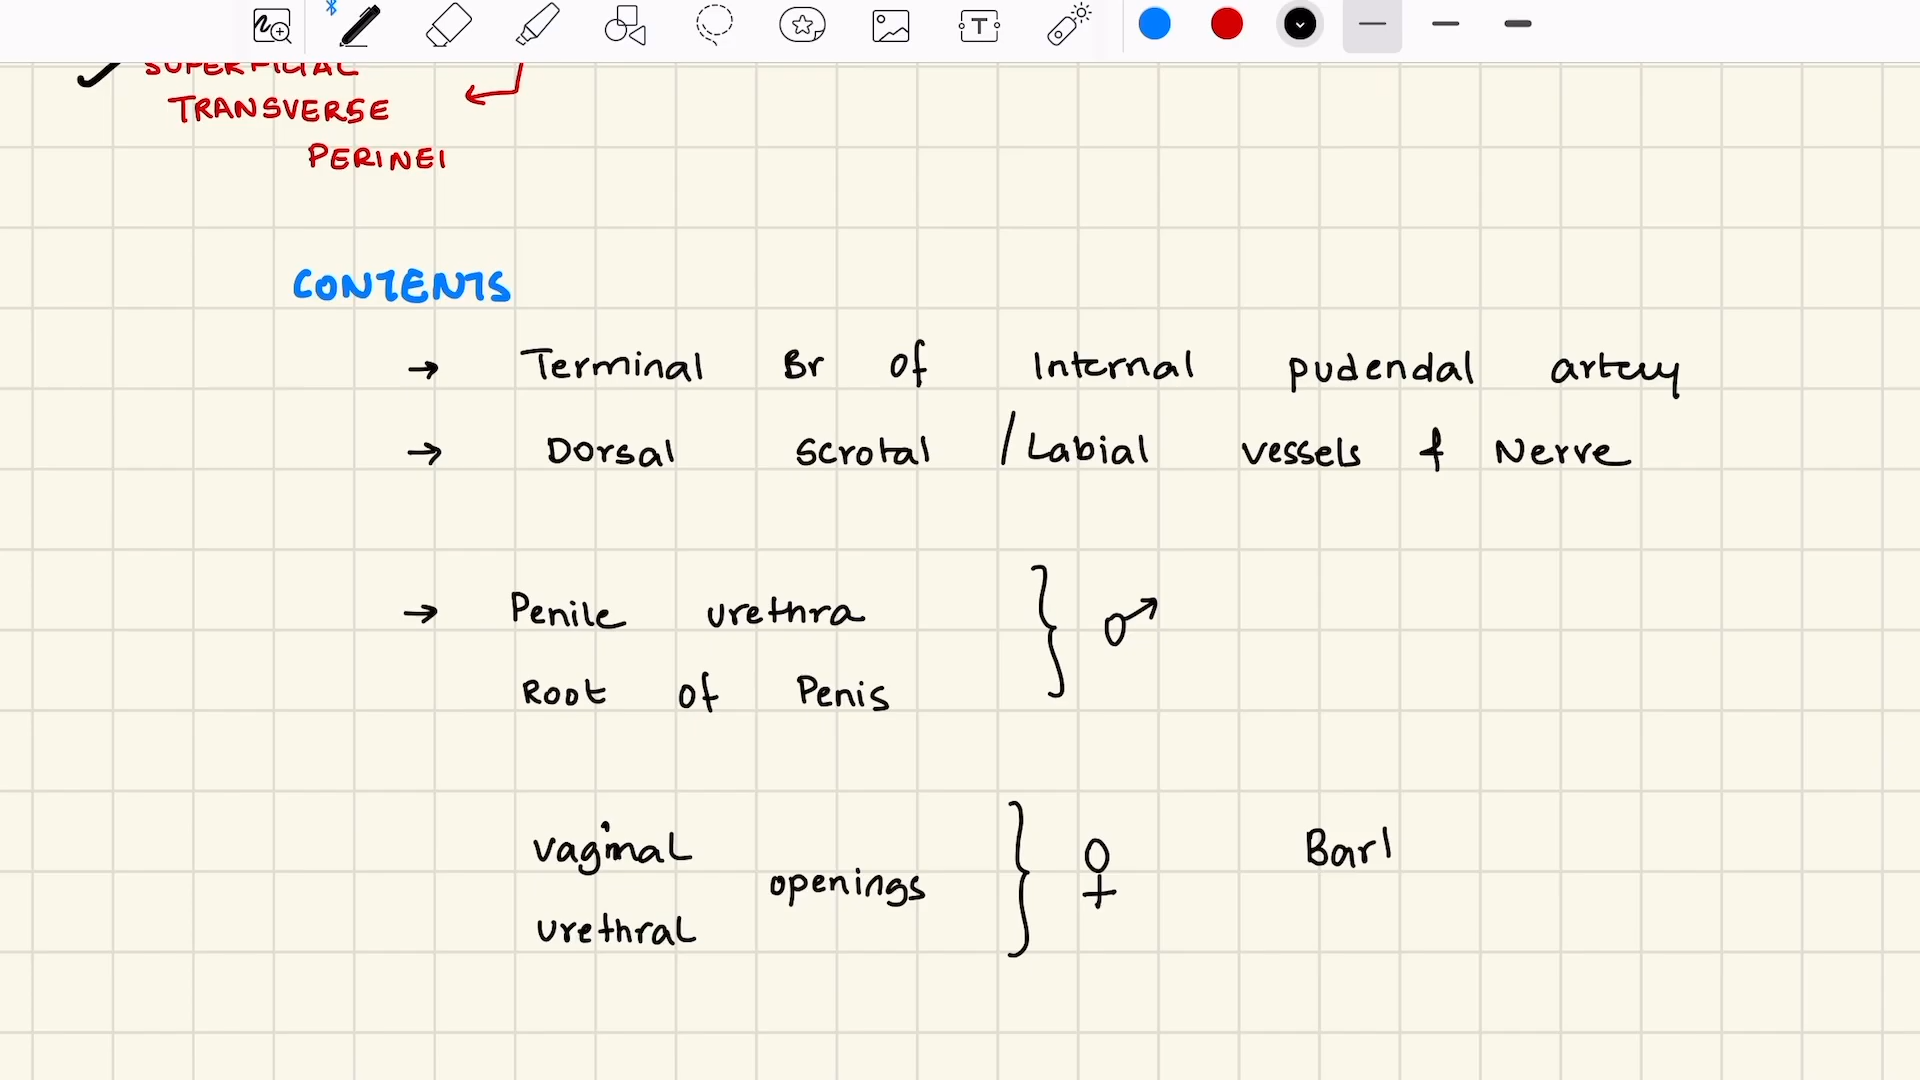 SUPERFICIAL
TRANSVERSE
PERINEI
CONTENTS
→ Terminal Br of Internal pudendal artery
→ Dorsal Scrotal / Labial vessels & Nerve
→ Penile urethra
Root of Penis
♂
vaginal
openings
urethral
♀
Barl